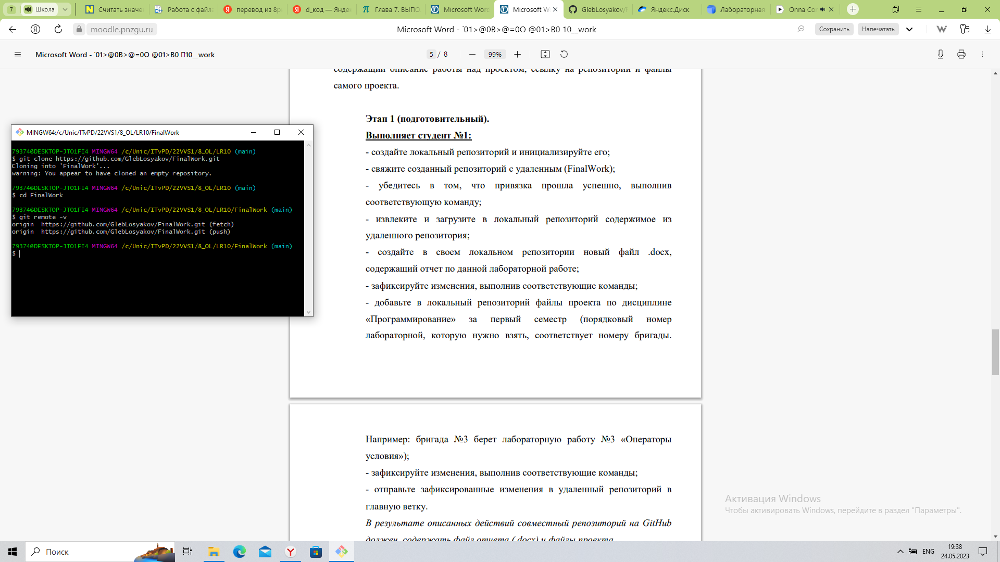 7
Школа
Считать значе
Работа с файла
перевод из 8р
d_код — Янде
Глава 7. ВЫПО
Microsoft Word
Microsoft W
GlebLosyakov/
Яндекс.Диск
Лабораторная
Onna Con
moodle.pnzgu.ru
Microsoft Word - ˙01>@0B>@=0O @01>B0 10__work
Сохранить
Напечатать
Microsoft Word - ˙01>@0B>@=0O @01>B0 10__work
5 / 8
99%
содержащий описание работы над проектом, ссылку на репозиторий и файлы
самого проекта.
Этап 1 (подготовительный).
Выполняет студент №1:
- создайте локальный репозиторий и инициализируйте его;
- свяжите созданный репозиторий с удаленным (FinalWork);
- убедитесь в том, что привязка прошла успешно, выполнив
соответствующую команду;
- извлеките и загрузите в локальный репозиторий содержимое из
удаленного репозитория;
- создайте в своем локальном репозитории новый файл .docx,
содержащий отчет по данной лабораторной работе;
- зафиксируйте изменения, выполнив соответствующие команды;
- добавьте в локальный репозиторий файлы проекта по дисциплине
«Программирование» за первый семестр (порядковый номер
лабораторной, которую нужно взять, соответствует номеру бригады.
Например: бригада №3 берет лабораторную работу №3 «Операторы
условия»);
- зафиксируйте изменения, выполнив соответствующие команды;
- отправьте зафиксированные изменения в удаленный репозиторий в
главную ветку.
В результате описанных действий совместный репозиторий на GitHub
должен содержать файл отчета (.docx) и файлы проекта
MINGW64:/c/Unic/ITvPD/22VVS1/8_OL/LR10/FinalWork
79374@DESKTOP-JTO1FI4 MINGW64 /c/Unic/ITvPD/22VVS1/8_OL/LR10 (main)
$ git clone https://github.com/GlebLosyakov/FinalWork.git
Cloning into 'FinalWork'...
warning: You appear to have cloned an empty repository.
79374@DESKTOP-JTO1FI4 MINGW64 /c/Unic/ITvPD/22VVS1/8_OL/LR10 (main)
$ cd FinalWork
79374@DESKTOP-JTO1FI4 MINGW64 /c/Unic/ITvPD/22VVS1/8_OL/LR10/FinalWork (main)
$ git remote -v
origin  https://github.com/GlebLosyakov/FinalWork.git (fetch)
origin  https://github.com/GlebLosyakov/FinalWork.git (push)
79374@DESKTOP-JTO1FI4 MINGW64 /c/Unic/ITvPD/22VVS1/8_OL/LR10/FinalWork (main)
$
Активация Windows
Чтобы активировать Windows, перейдите в раздел "Параметры".
Поиск
ENG
19:38
24.05.2023